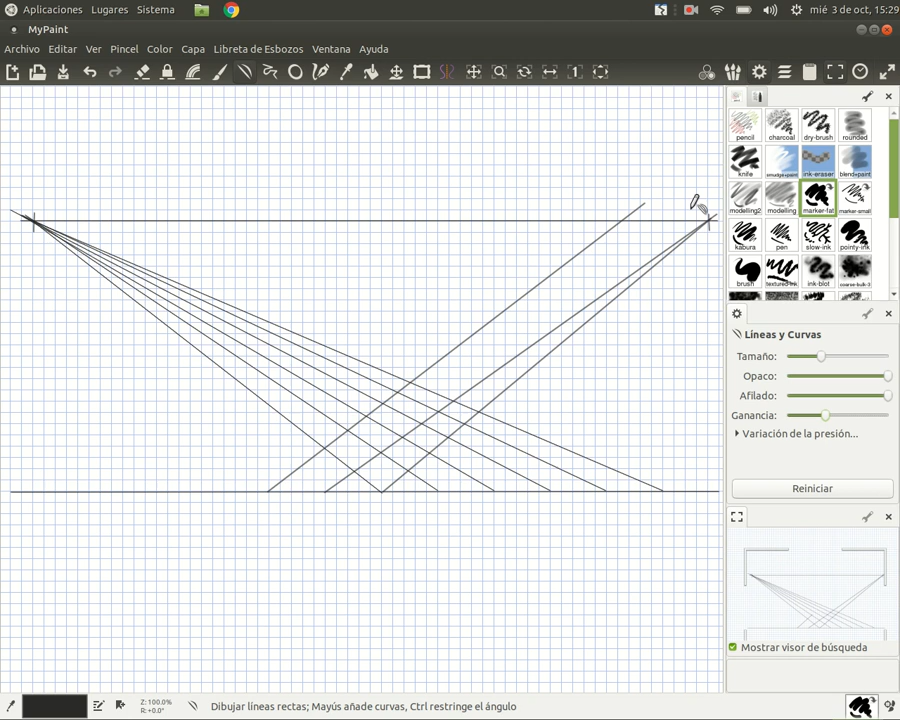 Aplicaciones Lugares Sistema mié 3 de oct, 15:29
MyPaint
Archivo Editar Ver Pincel Color Capa Libreta de Esbozos Ventana Ayuda
pencil charcoal dry-brush rounded
knife smudge+paint ink-eraser blend+paint
modelling2 modelling marker-fat marker-small
kabura pen slow-ink pointy-ink
brush textured-ink ink-blot coarse-bulk-3
Líneas y Curvas
Tamaño:
Opaco:
Afilado:
Ganancia:
Variación de la presión...
Reiniciar
Mostrar visor de búsqueda
Z: 100.0%
R: +0.0°
Dibujar líneas rectas; Mayús añade curvas, Ctrl restringe el ángulo